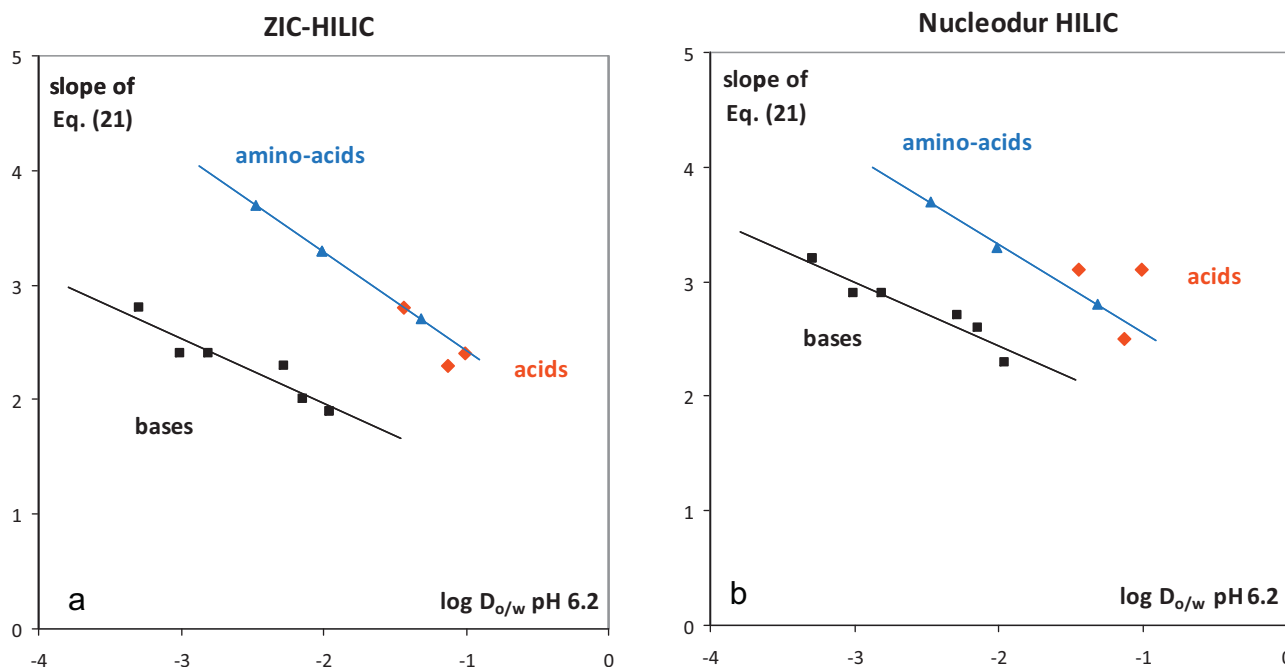 ZIC-HILIC
5
slope of
Eq. (21)
amino-acids
4
3
acids
2
bases
1
a
log Do/w pH 6.2
0
-4 -3 -2 -1 0
Nucleodur HILIC
5
slope of
Eq. (21)
amino-acids
4
acids
3
bases
2
1
b
log Do/w pH 6.2
0
-4 -3 -2 -1 0